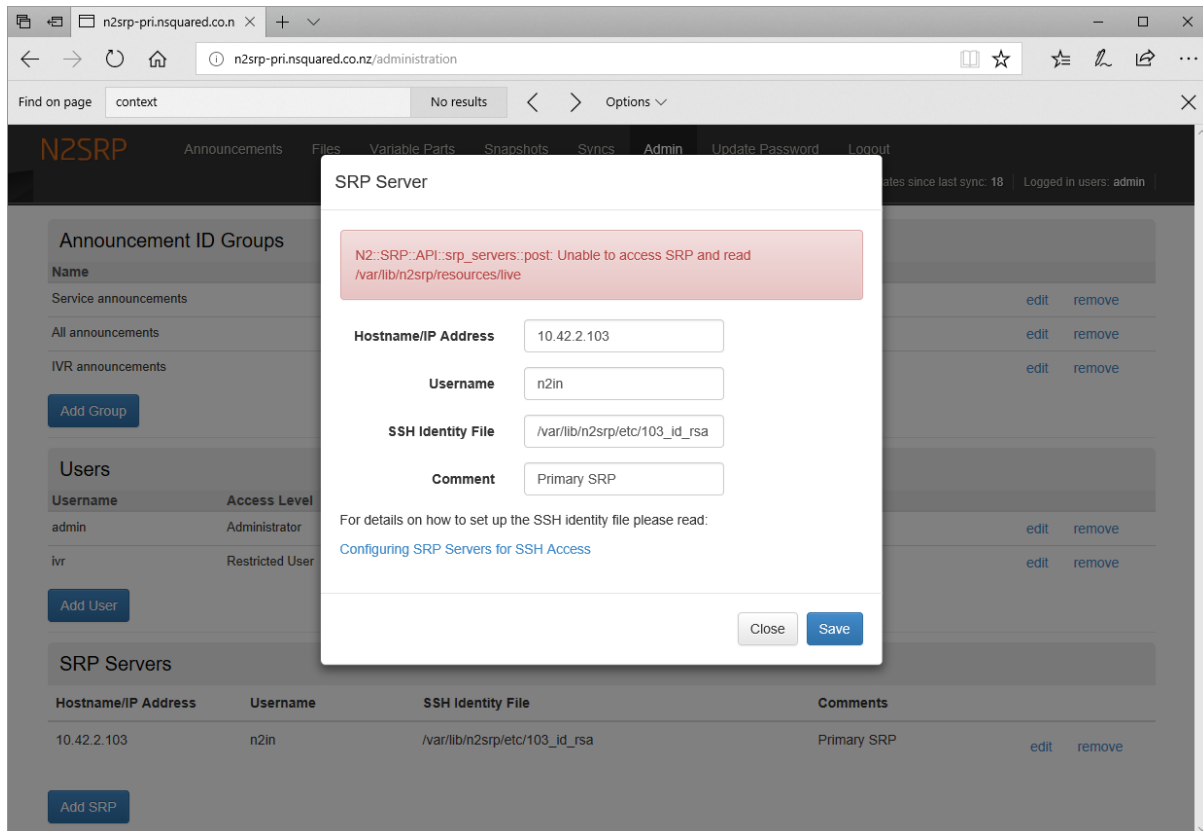 n2srp-pri.nsquared.co.n
n2srp-pri.nsquared.co.nz/administration
Find on page context No results Options
N2SRP Announcements Files Variable Parts Snapshots Syncs Admin Update Password Logout
ates since last sync: 18 Logged in users: admin
SRP Server
N2::SRP::API::srp_servers::post: Unable to access SRP and read
/var/lib/n2srp/resources/live
Hostname/IP Address 10.42.2.103
Username n2in
SSH Identity File /var/lib/n2srp/etc/103_id_rsa
Comment Primary SRP
For details on how to set up the SSH identity file please read:
Configuring SRP Servers for SSH Access
Close Save
Announcement ID Groups
Name
Service announcements edit remove
All announcements edit remove
IVR announcements edit remove
Add Group
Users
Username Access Level
admin Administrator edit remove
ivr Restricted User edit remove
Add User
SRP Servers
Hostname/IP Address Username SSH Identity File Comments
10.42.2.103 n2in /var/lib/n2srp/etc/103_id_rsa Primary SRP edit remove
Add SRP